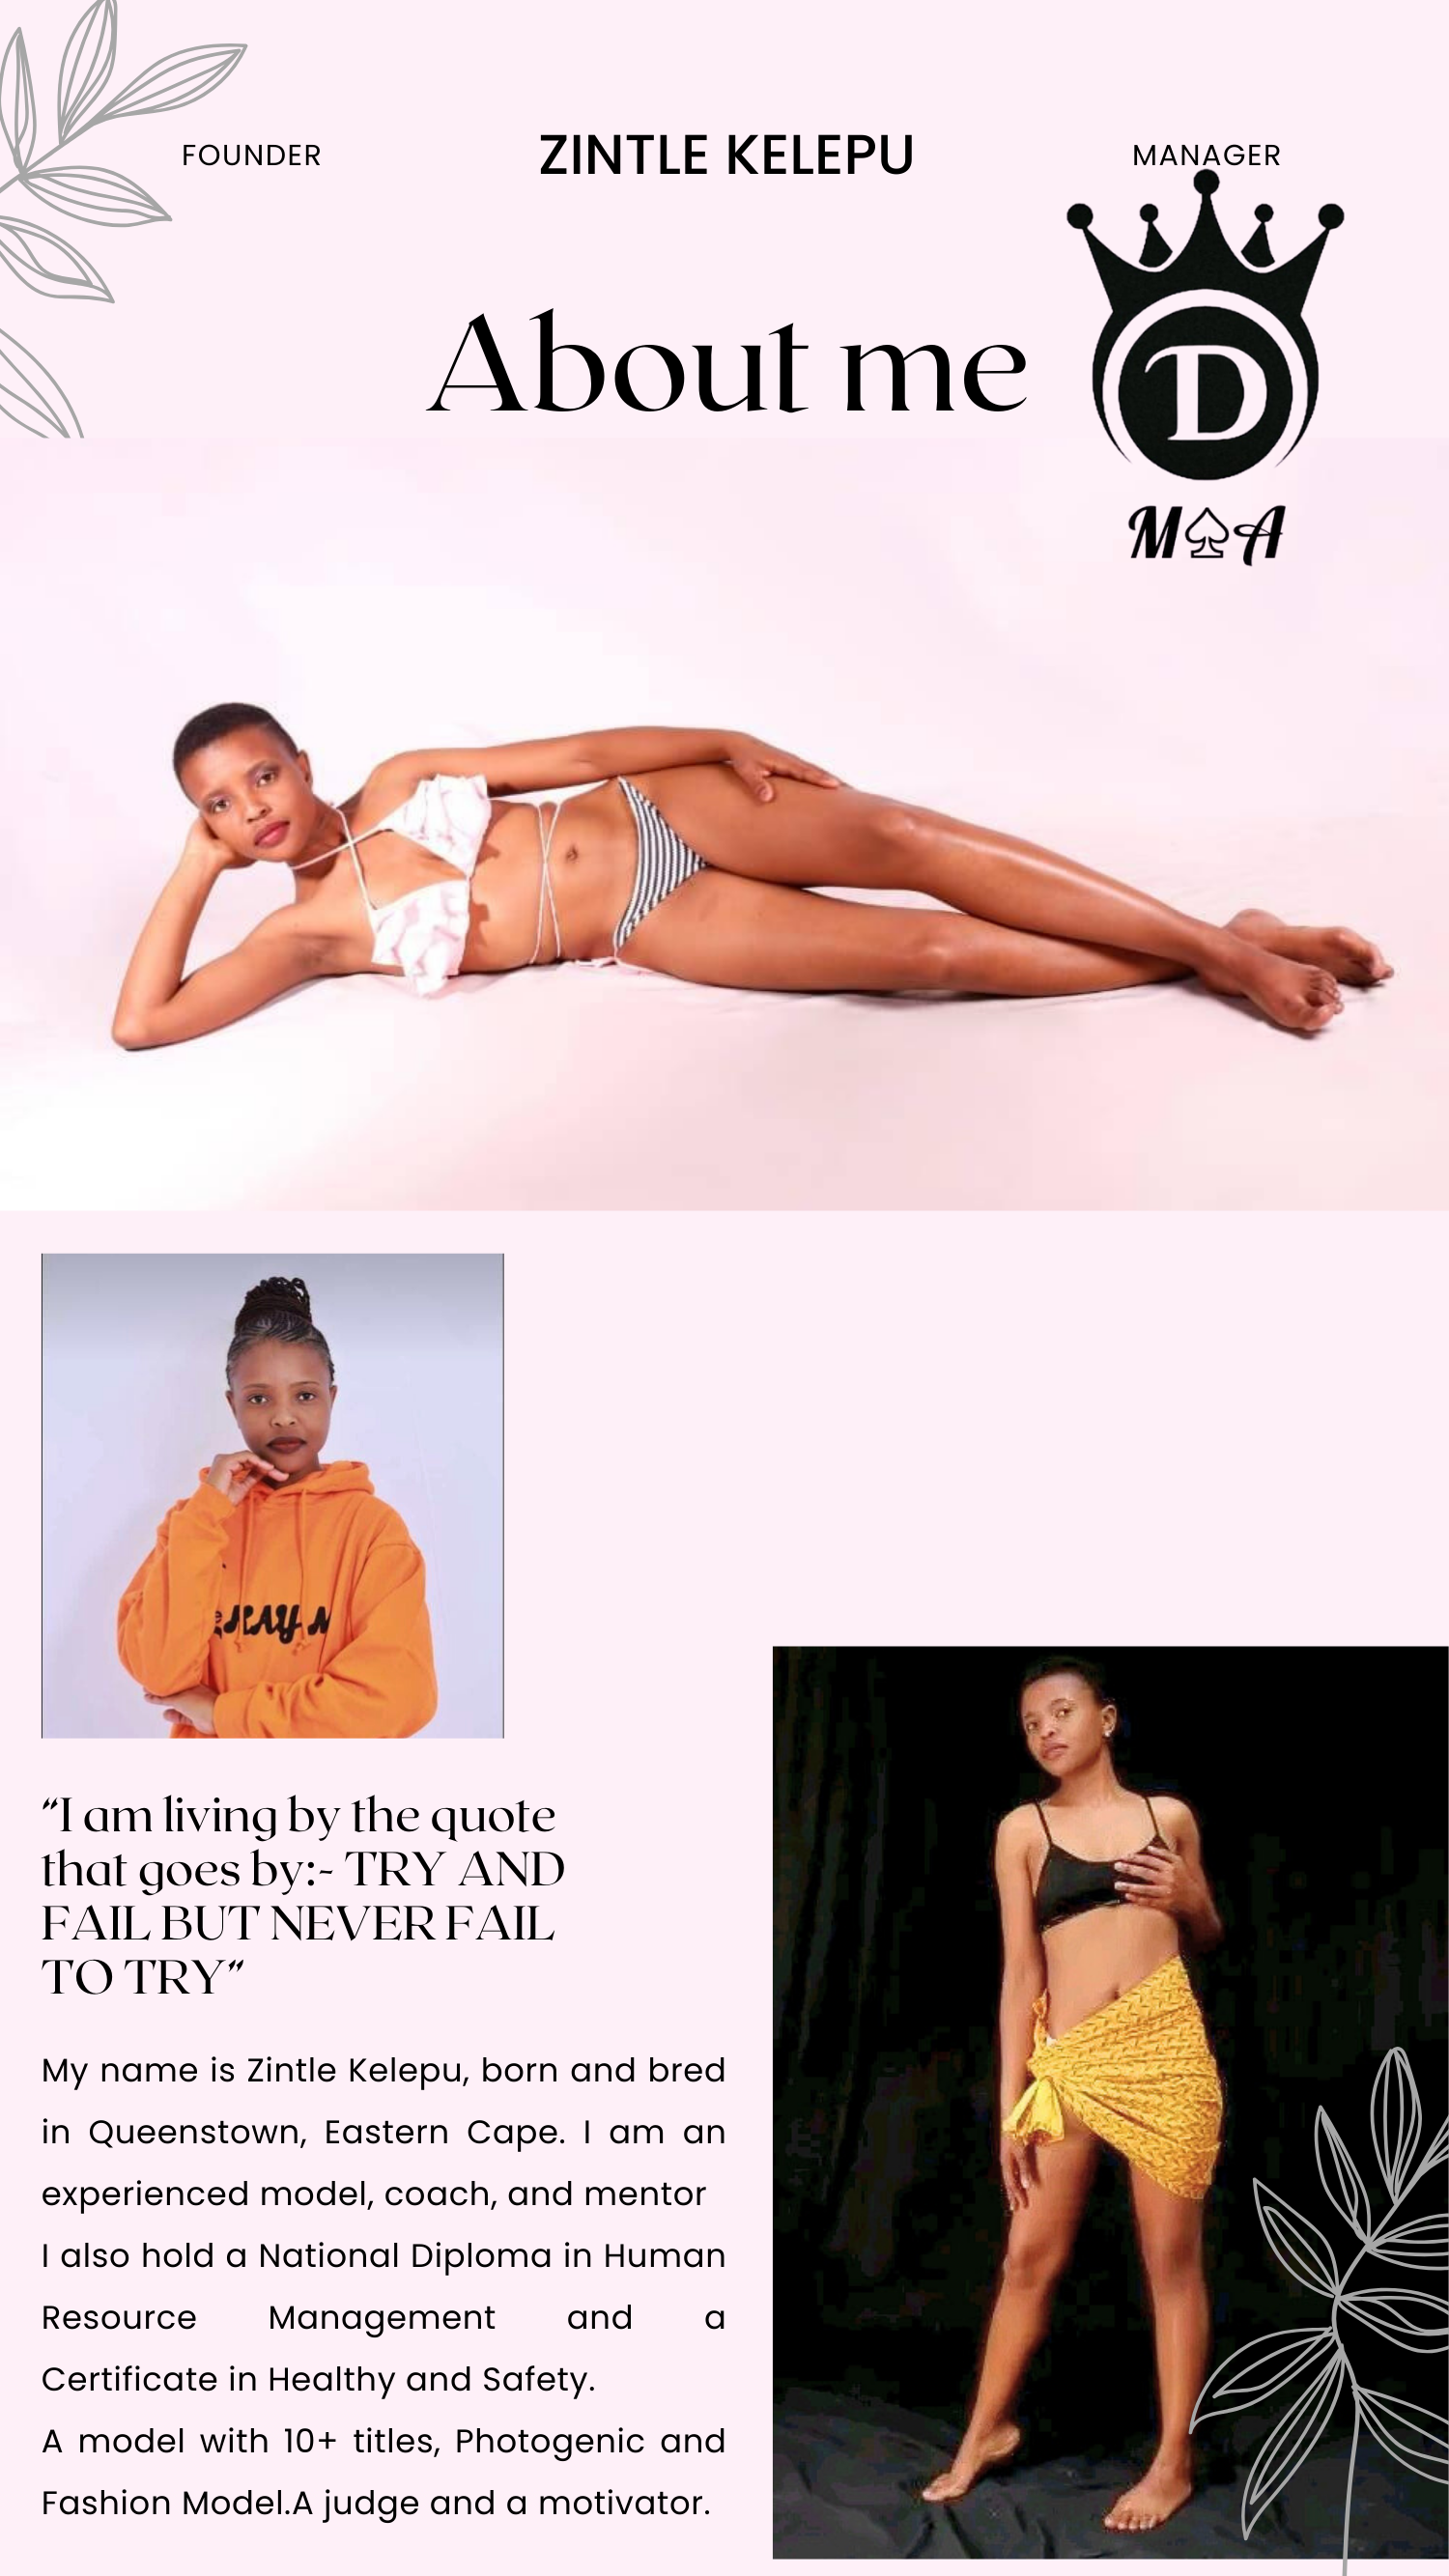 FOUNDER
ZINTLE KELEPU
MANAGER
About me
D
M♤A
KAY M
“I am living by the quote
that goes by:- TRY AND
FAIL BUT NEVER FAIL
TO TRY”
My name is Zintle Kelepu, born and bred
in Queenstown, Eastern Cape. I am an
experienced model, coach, and mentor
I also hold a National Diploma in Human
Resource Management and a
Certificate in Healthy and Safety.
A model with 10+ titles, Photogenic and
Fashion Model.A judge and a motivator.